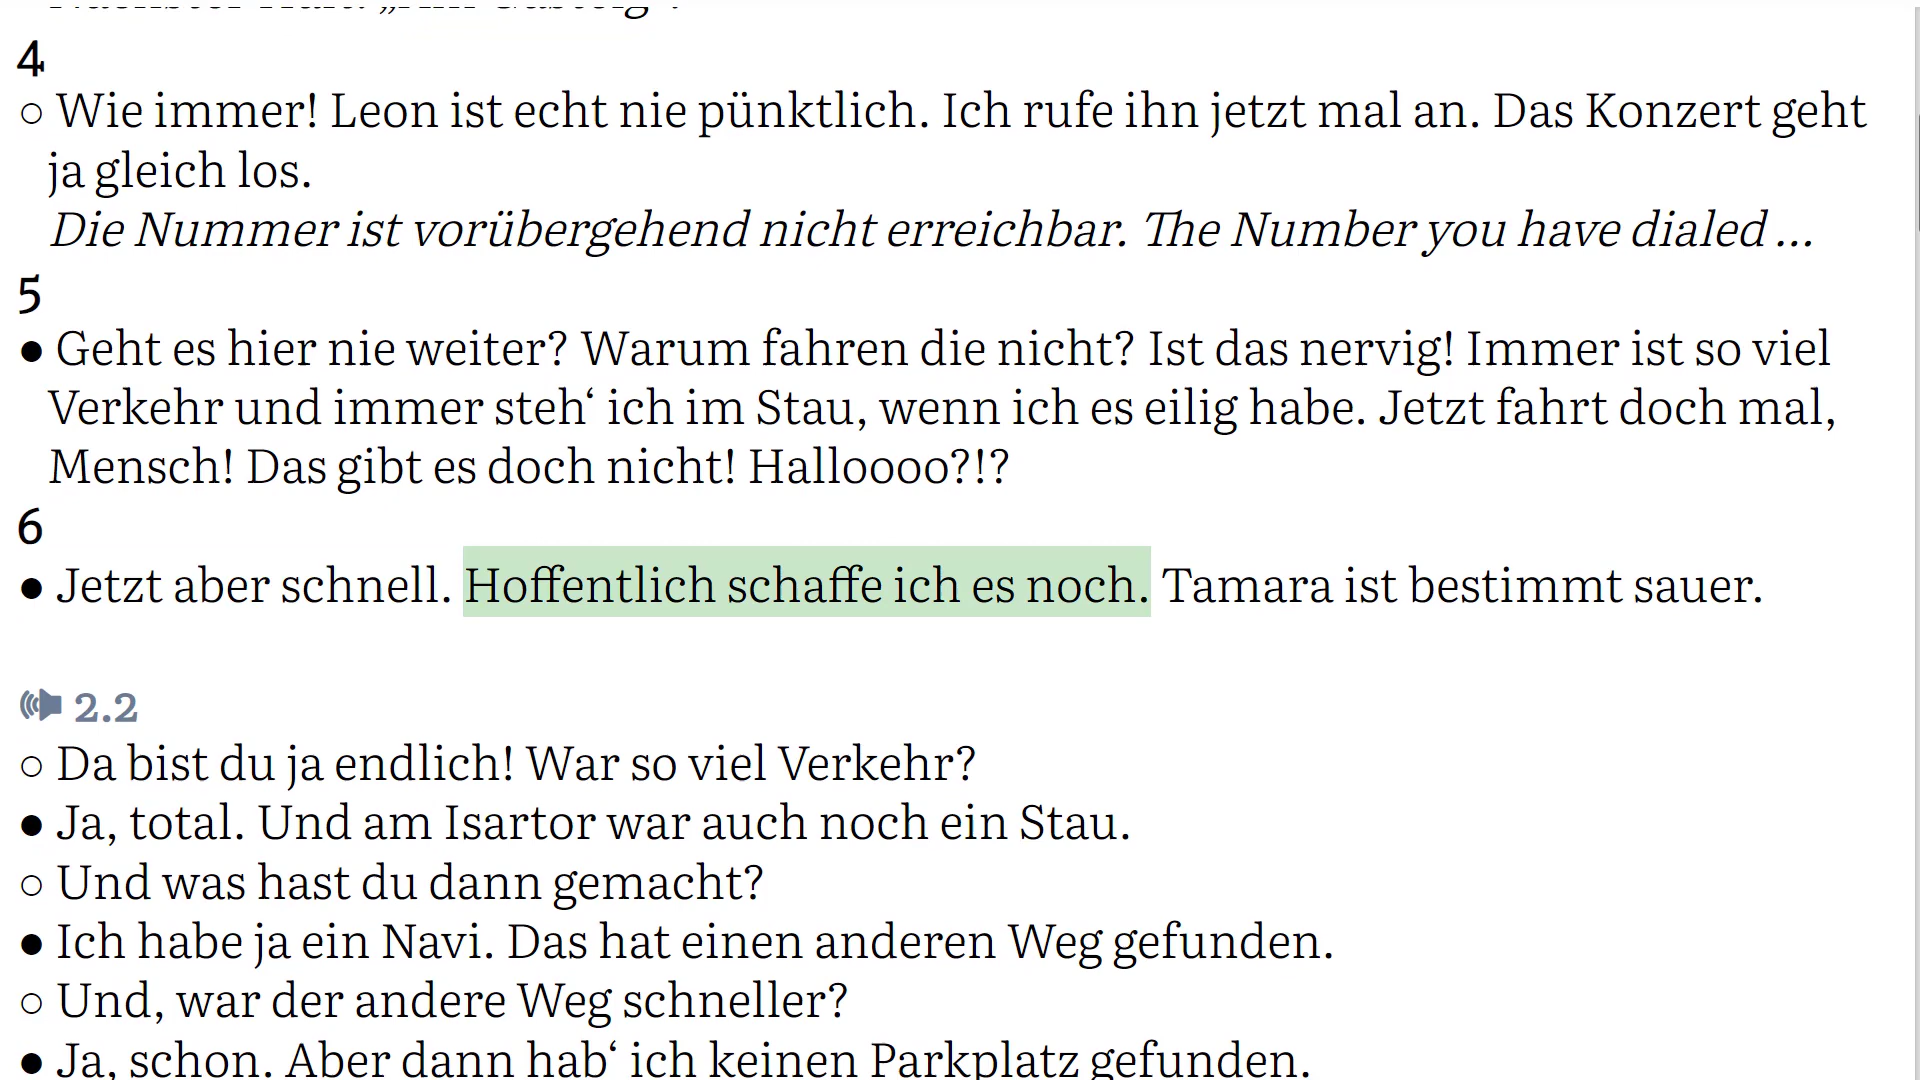 4
○ Wie immer! Leon ist echt nie pünktlich. Ich rufe ihn jetzt mal an. Das Konzert geht
ja gleich los.
Die Nummer ist vorübergehend nicht erreichbar. The Number you have dialed ...
5
● Geht es hier nie weiter? Warum fahren die nicht? Ist das nervig! Immer ist so viel
Verkehr und immer steh‘ ich im Stau, wenn ich es eilig habe. Jetzt fahrt doch mal,
Mensch! Das gibt es doch nicht! Halloooo?!?
6
● Jetzt aber schnell. Hoffentlich schaffe ich es noch. Tamara ist bestimmt sauer.
2.2
○ Da bist du ja endlich! War so viel Verkehr?
● Ja, total. Und am Isartor war auch noch ein Stau.
○ Und was hast du dann gemacht?
● Ich habe ja ein Navi. Das hat einen anderen Weg gefunden.
○ Und, war der andere Weg schneller?
● Ja, schon. Aber dann hab‘ ich keinen Parkplatz gefunden.